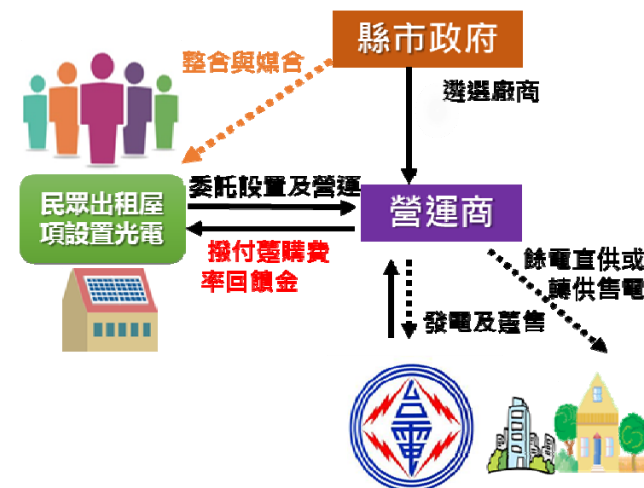 縣市政府
整合與媒合
遴選廠商
民眾出租屋
項設置光電
委託設置及營運
營運商
撥付躉購費
率回饋金
餘電直供或
轉供售電
發電及躉售
台電